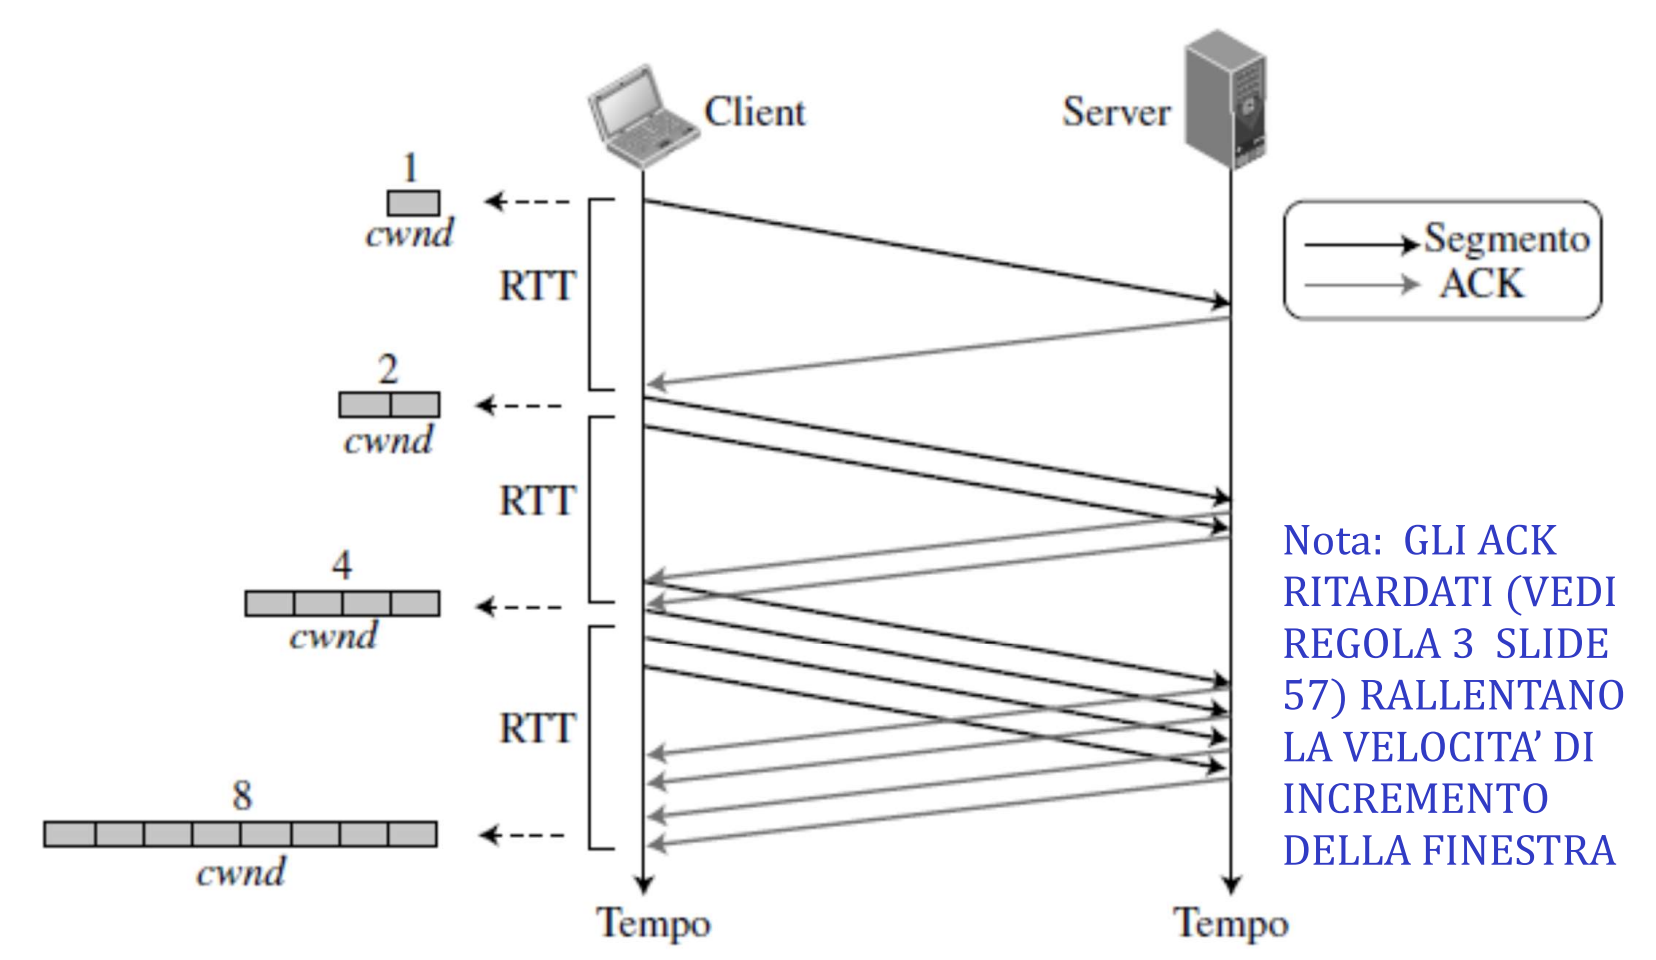 Client
Server
1
cwnd
RTT
Segmento
ACK
2
cwnd
RTT
4
cwnd
RTT
8
cwnd
Nota: GLI ACK
RITARDATI (VEDI
REGOLA 3 SLIDE
57) RALLENTANO
LA VELOCITA’ DI
INCREMENTO
DELLA FINESTRA
Tempo
Tempo